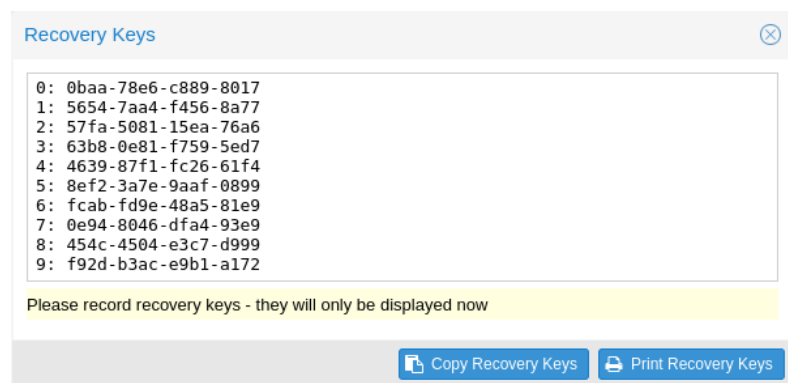 Recovery Keys
0: 0baa-78e6-c889-8017
1: 5654-7aa4-f456-8a77
2: 57fa-5081-15ea-76a6
3: 63b8-0e81-f759-5ed7
4: 4639-87f1-fc26-61f4
5: 8ef2-3a7e-9aaf-0899
6: fcab-fd9e-48a5-81e9
7: 0e94-8046-dfa4-93e9
8: 454c-4504-e3c7-d999
9: f92d-b3ac-e9b1-a172
Please record recovery keys - they will only be displayed now
Copy Recovery Keys Print Recovery Keys